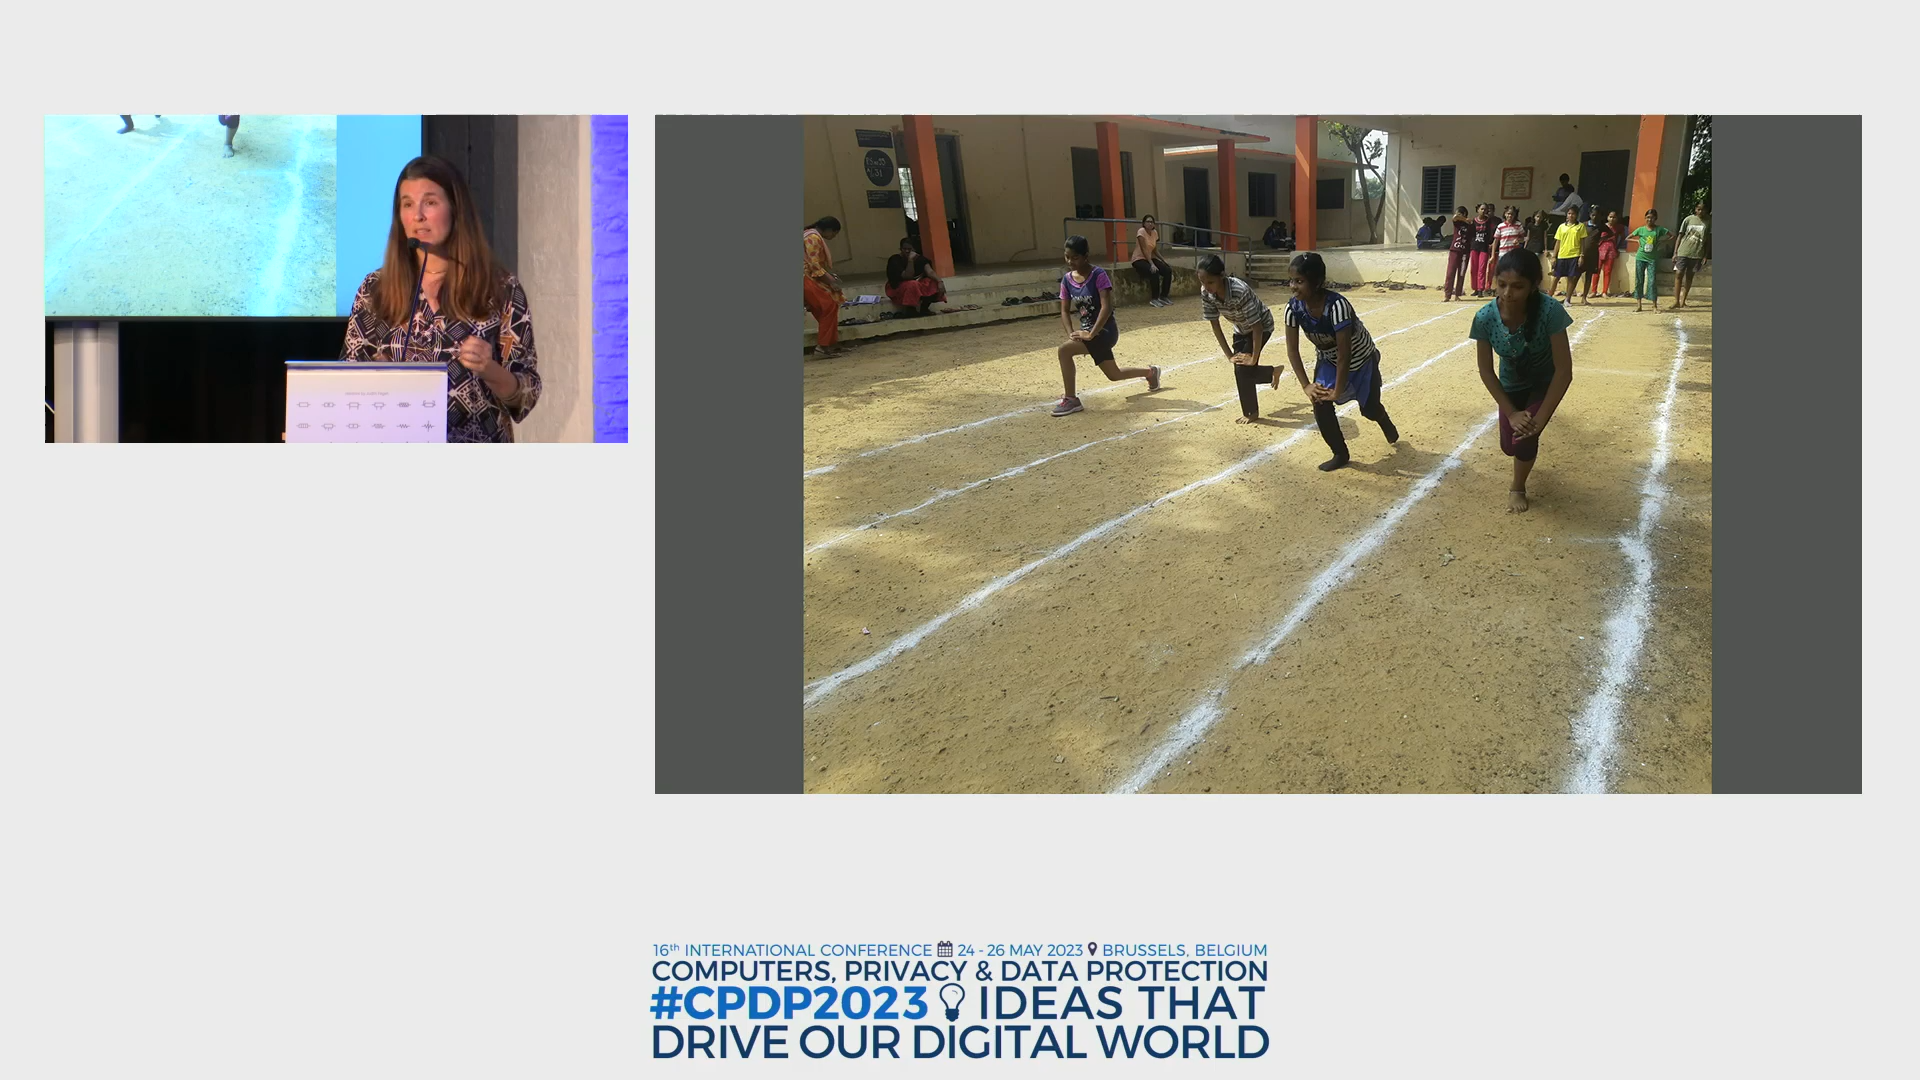 16th INTERNATIONAL CONFERENCE 24 - 26 MAY 2023 BRUSSELS, BELGIUM
COMPUTERS, PRIVACY & DATA PROTECTION
#CPDP2023 IDEAS THAT
DRIVE OUR DIGITAL WORLD